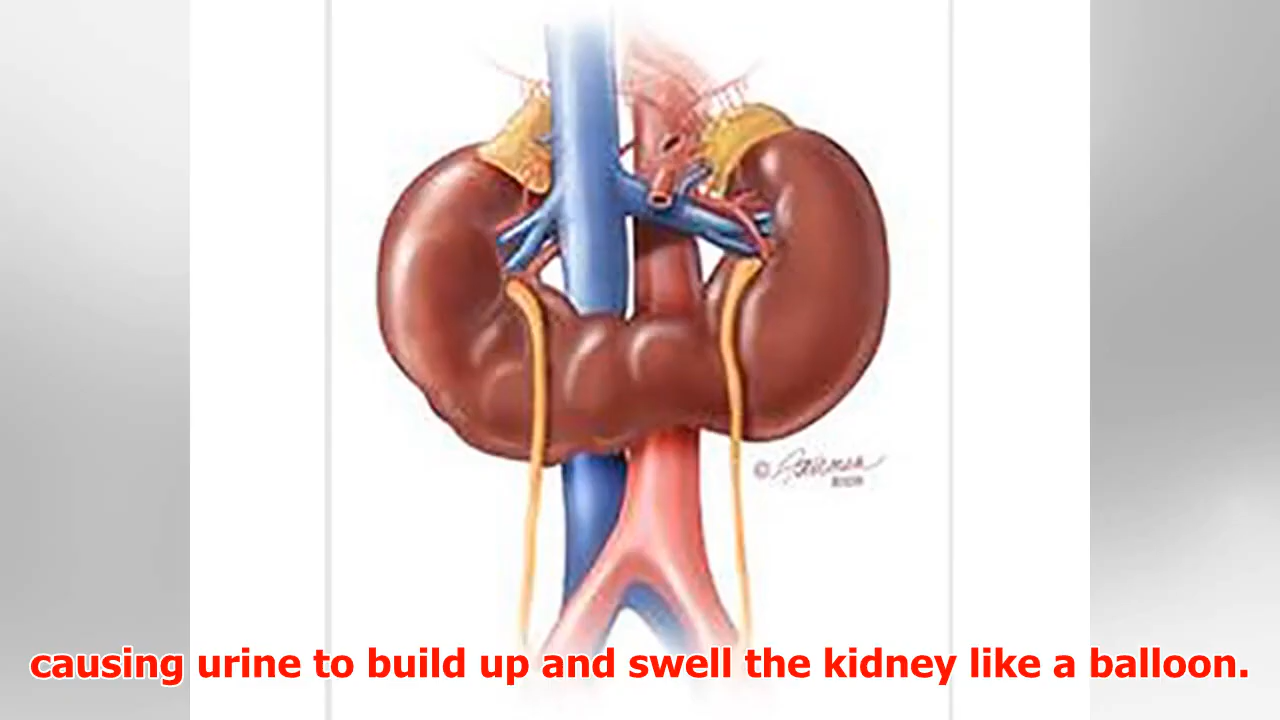 causing urine to build up and swell the kidney like a balloon.